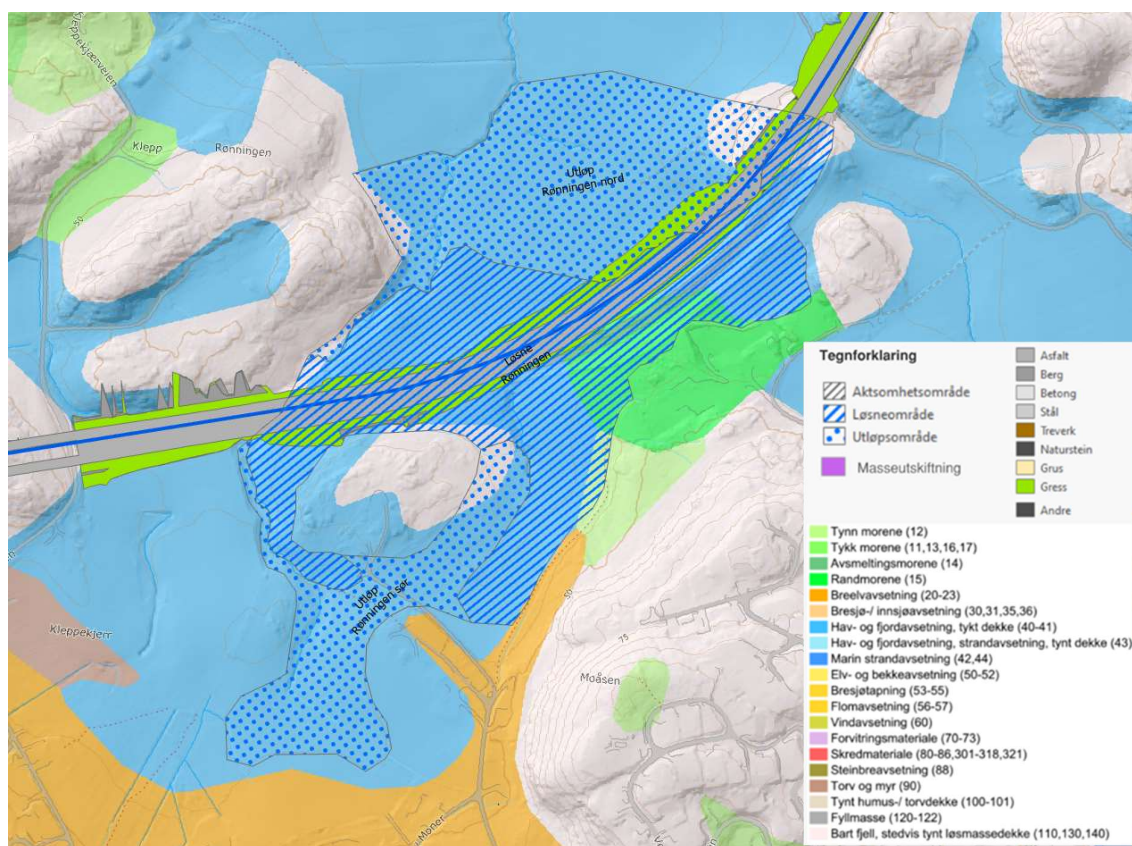 Kleppekjærveien
Klepp
Rønningen
50
Utløp
Rønningen nord
Løsne
Rønningen
Utløp
Rønningen sør
Kleppekjerr
50
75
Moåsen
Tegnforklaring
Aktsomhetsområde
Løsneområde
Utløpsområde
Masseutskiftning
Asfalt
Berg
Betong
Stål
Treverk
Naturstein
Grus
Gress
Andre
Tynn morene (12)
Tykk morene (11,13,16,17)
Avsmeltingsmorene (14)
Randmorene (15)
Breelvavsetning (20-23)
Bresjø-/ innsjøavsetning (30,31,35,36)
Hav- og fjordavsetning, tykt dekke (40-41)
Hav- og fjordavsetning, strandavsetning, tynt dekke (43)
Marin strandavsetning (42,44)
Elv- og bekkeavsetning (50-52)
Bresjøtapning (53-55)
Flomavsetning (56-57)
Vindavsetning (60)
Forvitringsmateriale (70-73)
Skredmateriale (80-86,301-318,321)
Steinbreavsetning (88)
Torv og myr (90)
Tynt humus-/ torvdekke (100-101)
Fyllmasse (120-122)
Bart fjell, stedvis tynt løsmassedekke (110,130,140)